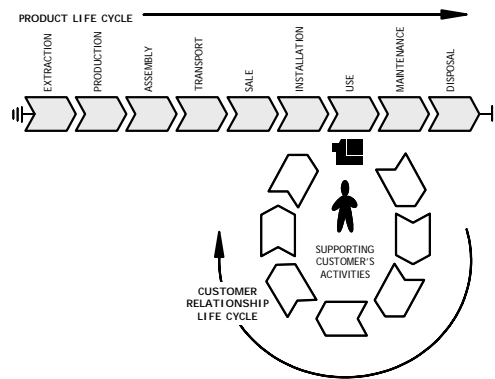 PRODUCT LIFE CYCLE
EXTRACTION
PRODUCTION
ASSEMBLY
TRANSPORT
SALE
INSTALLATION
USE
MAINTENANCE
DISPOSAL
SUPPORTING
CUSTOMER'S
ACTIVITIES
CUSTOMER
RELATIONSHIP
LIFE CYCLE